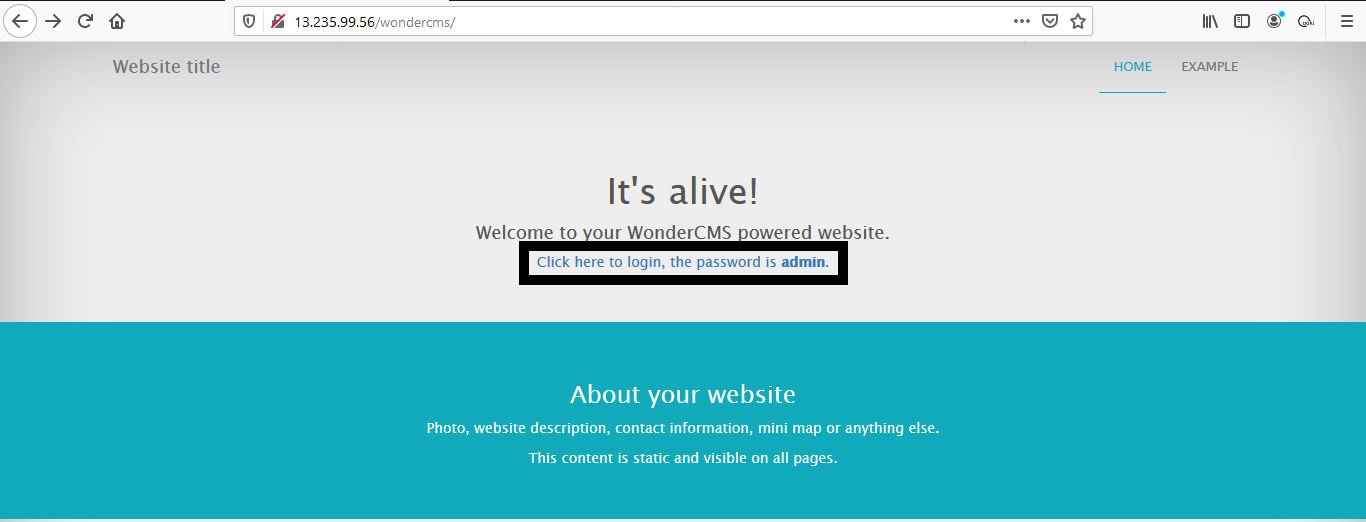 13.235.99.56/wondercms/
Website title
HOME EXAMPLE
It's alive!
Welcome to your WonderCMS powered website.
Click here to login, the password is admin.
About your website
Photo, website description, contact information, mini map or anything else.
This content is static and visible on all pages.